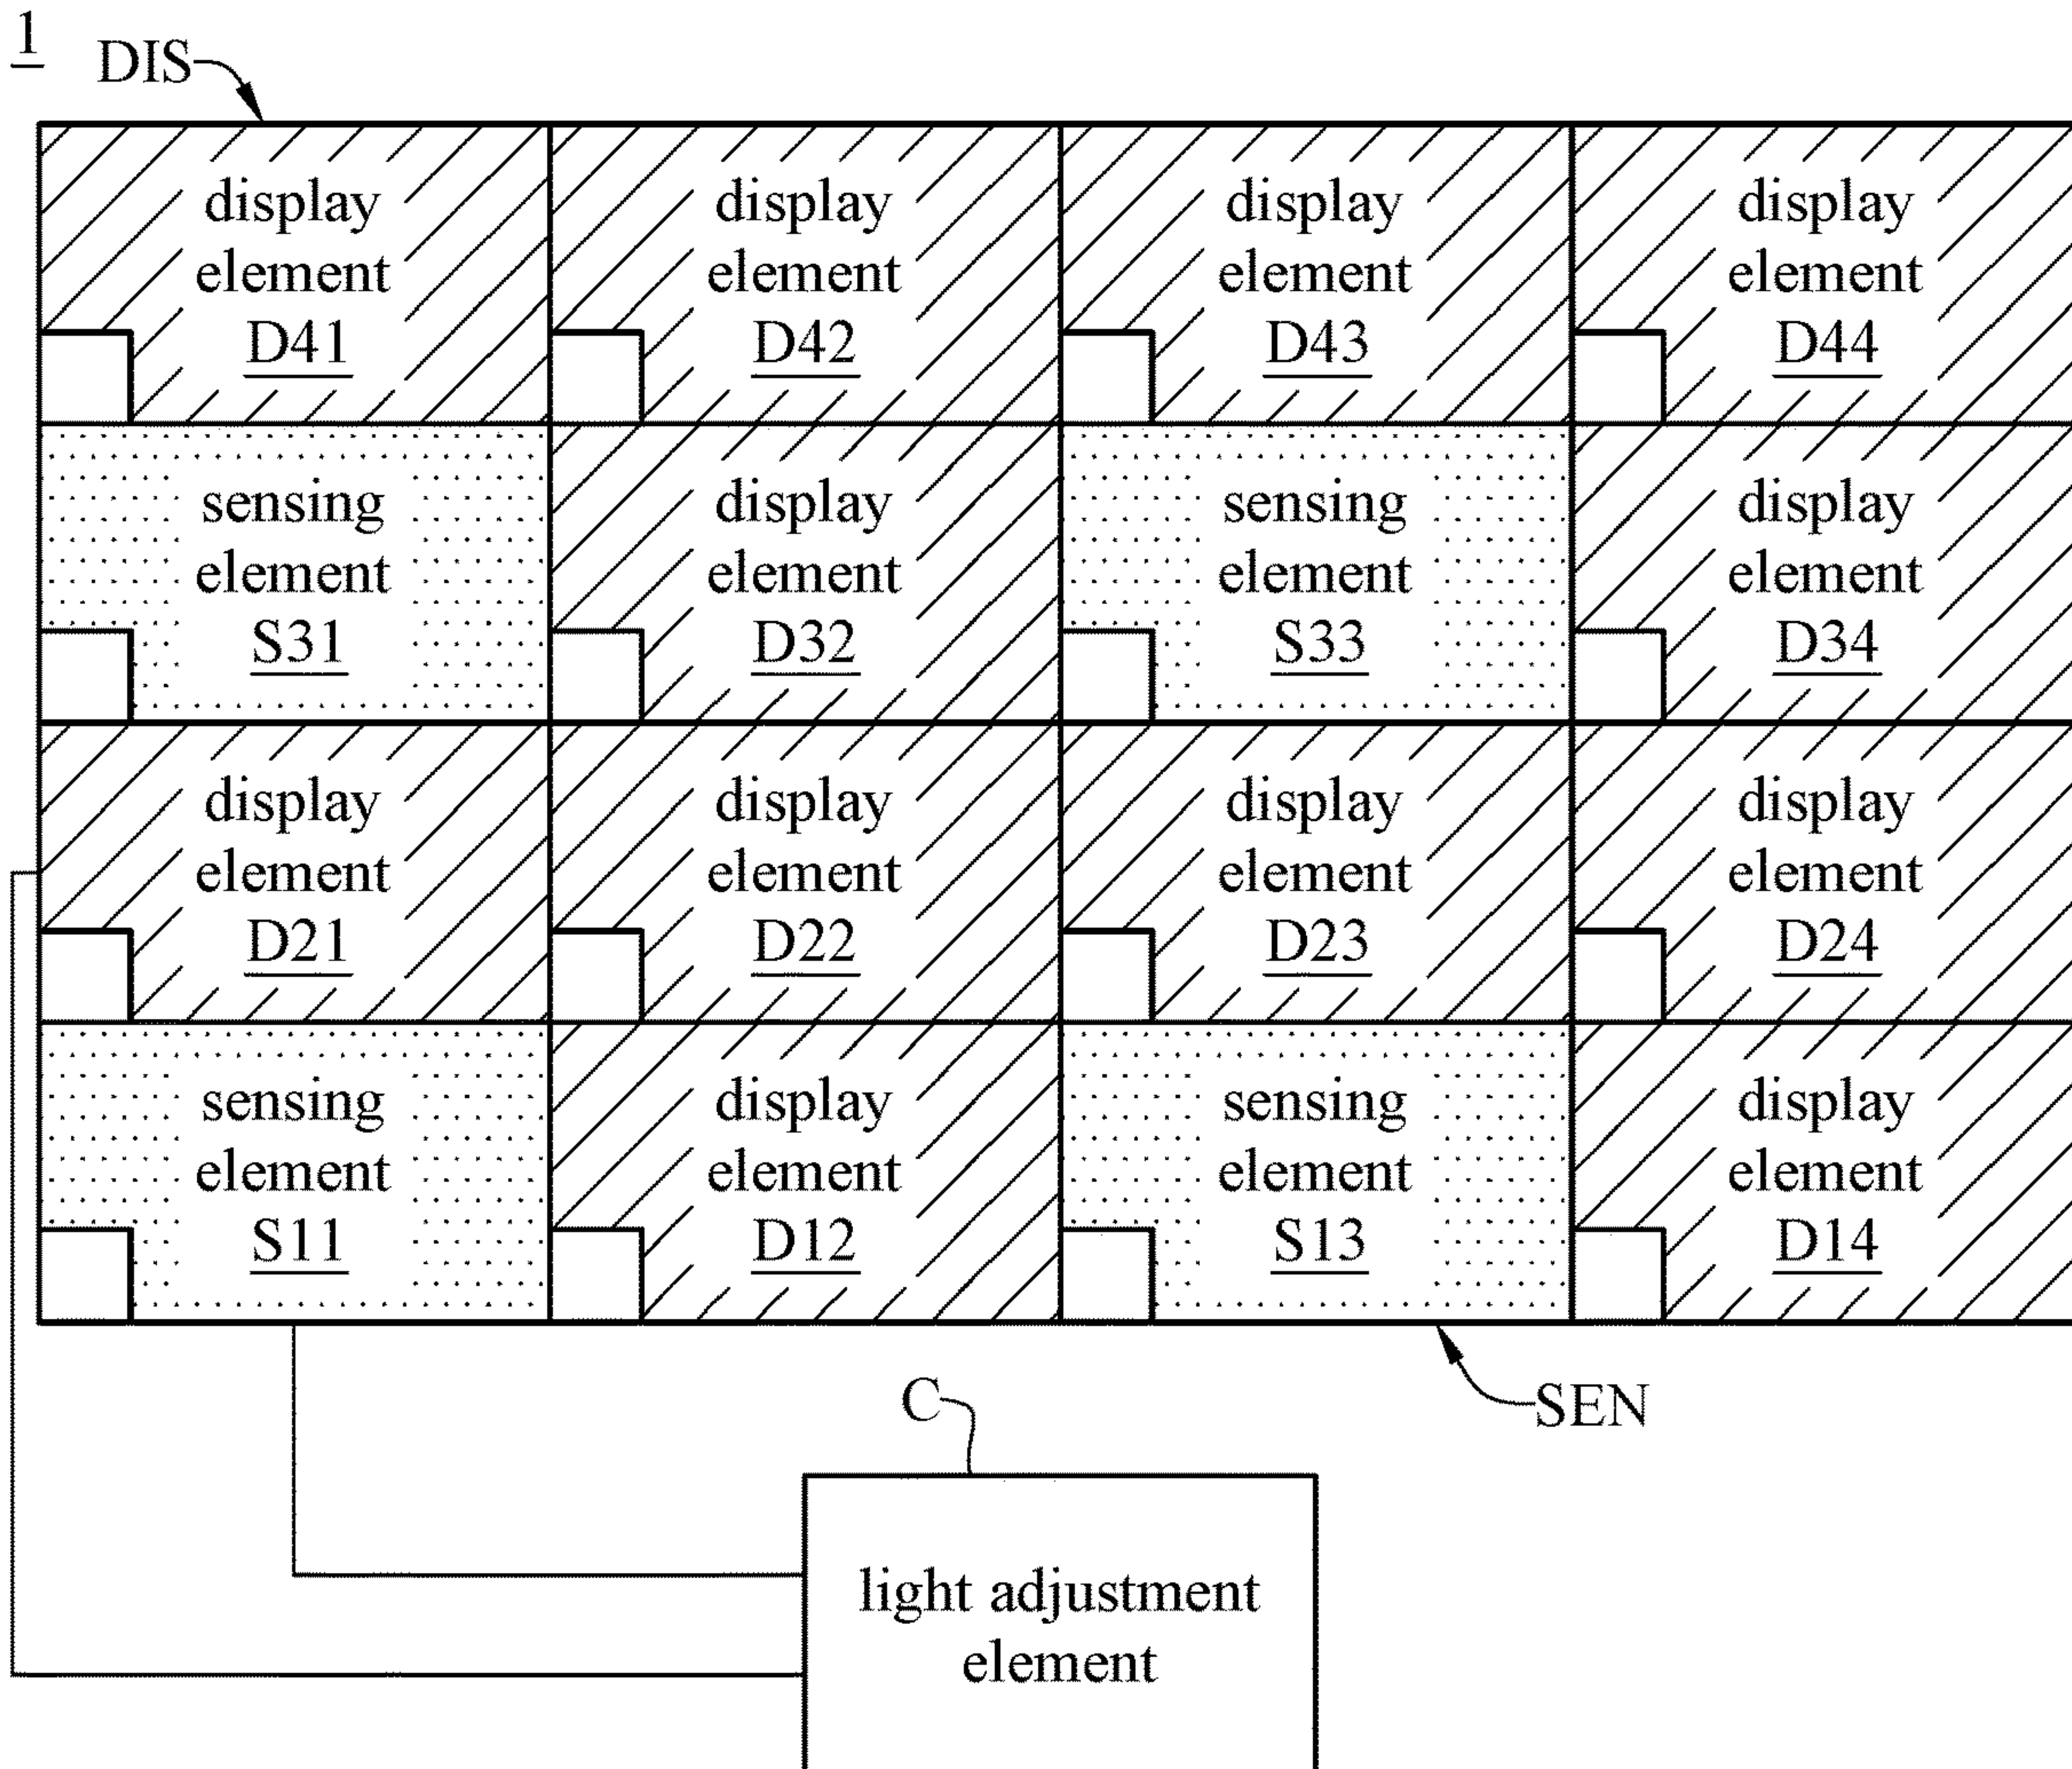 1
DIS
display display display display
element element element element
D41 D42 D43 D44
sensing display sensing display
element element element element
S31 D32 S33 D34
display display display display
element element element element
D21 D22 D23 D24
sensing display sensing display
element element element element
S11 D12 S13 D14
C
SEN
light adjustment
element